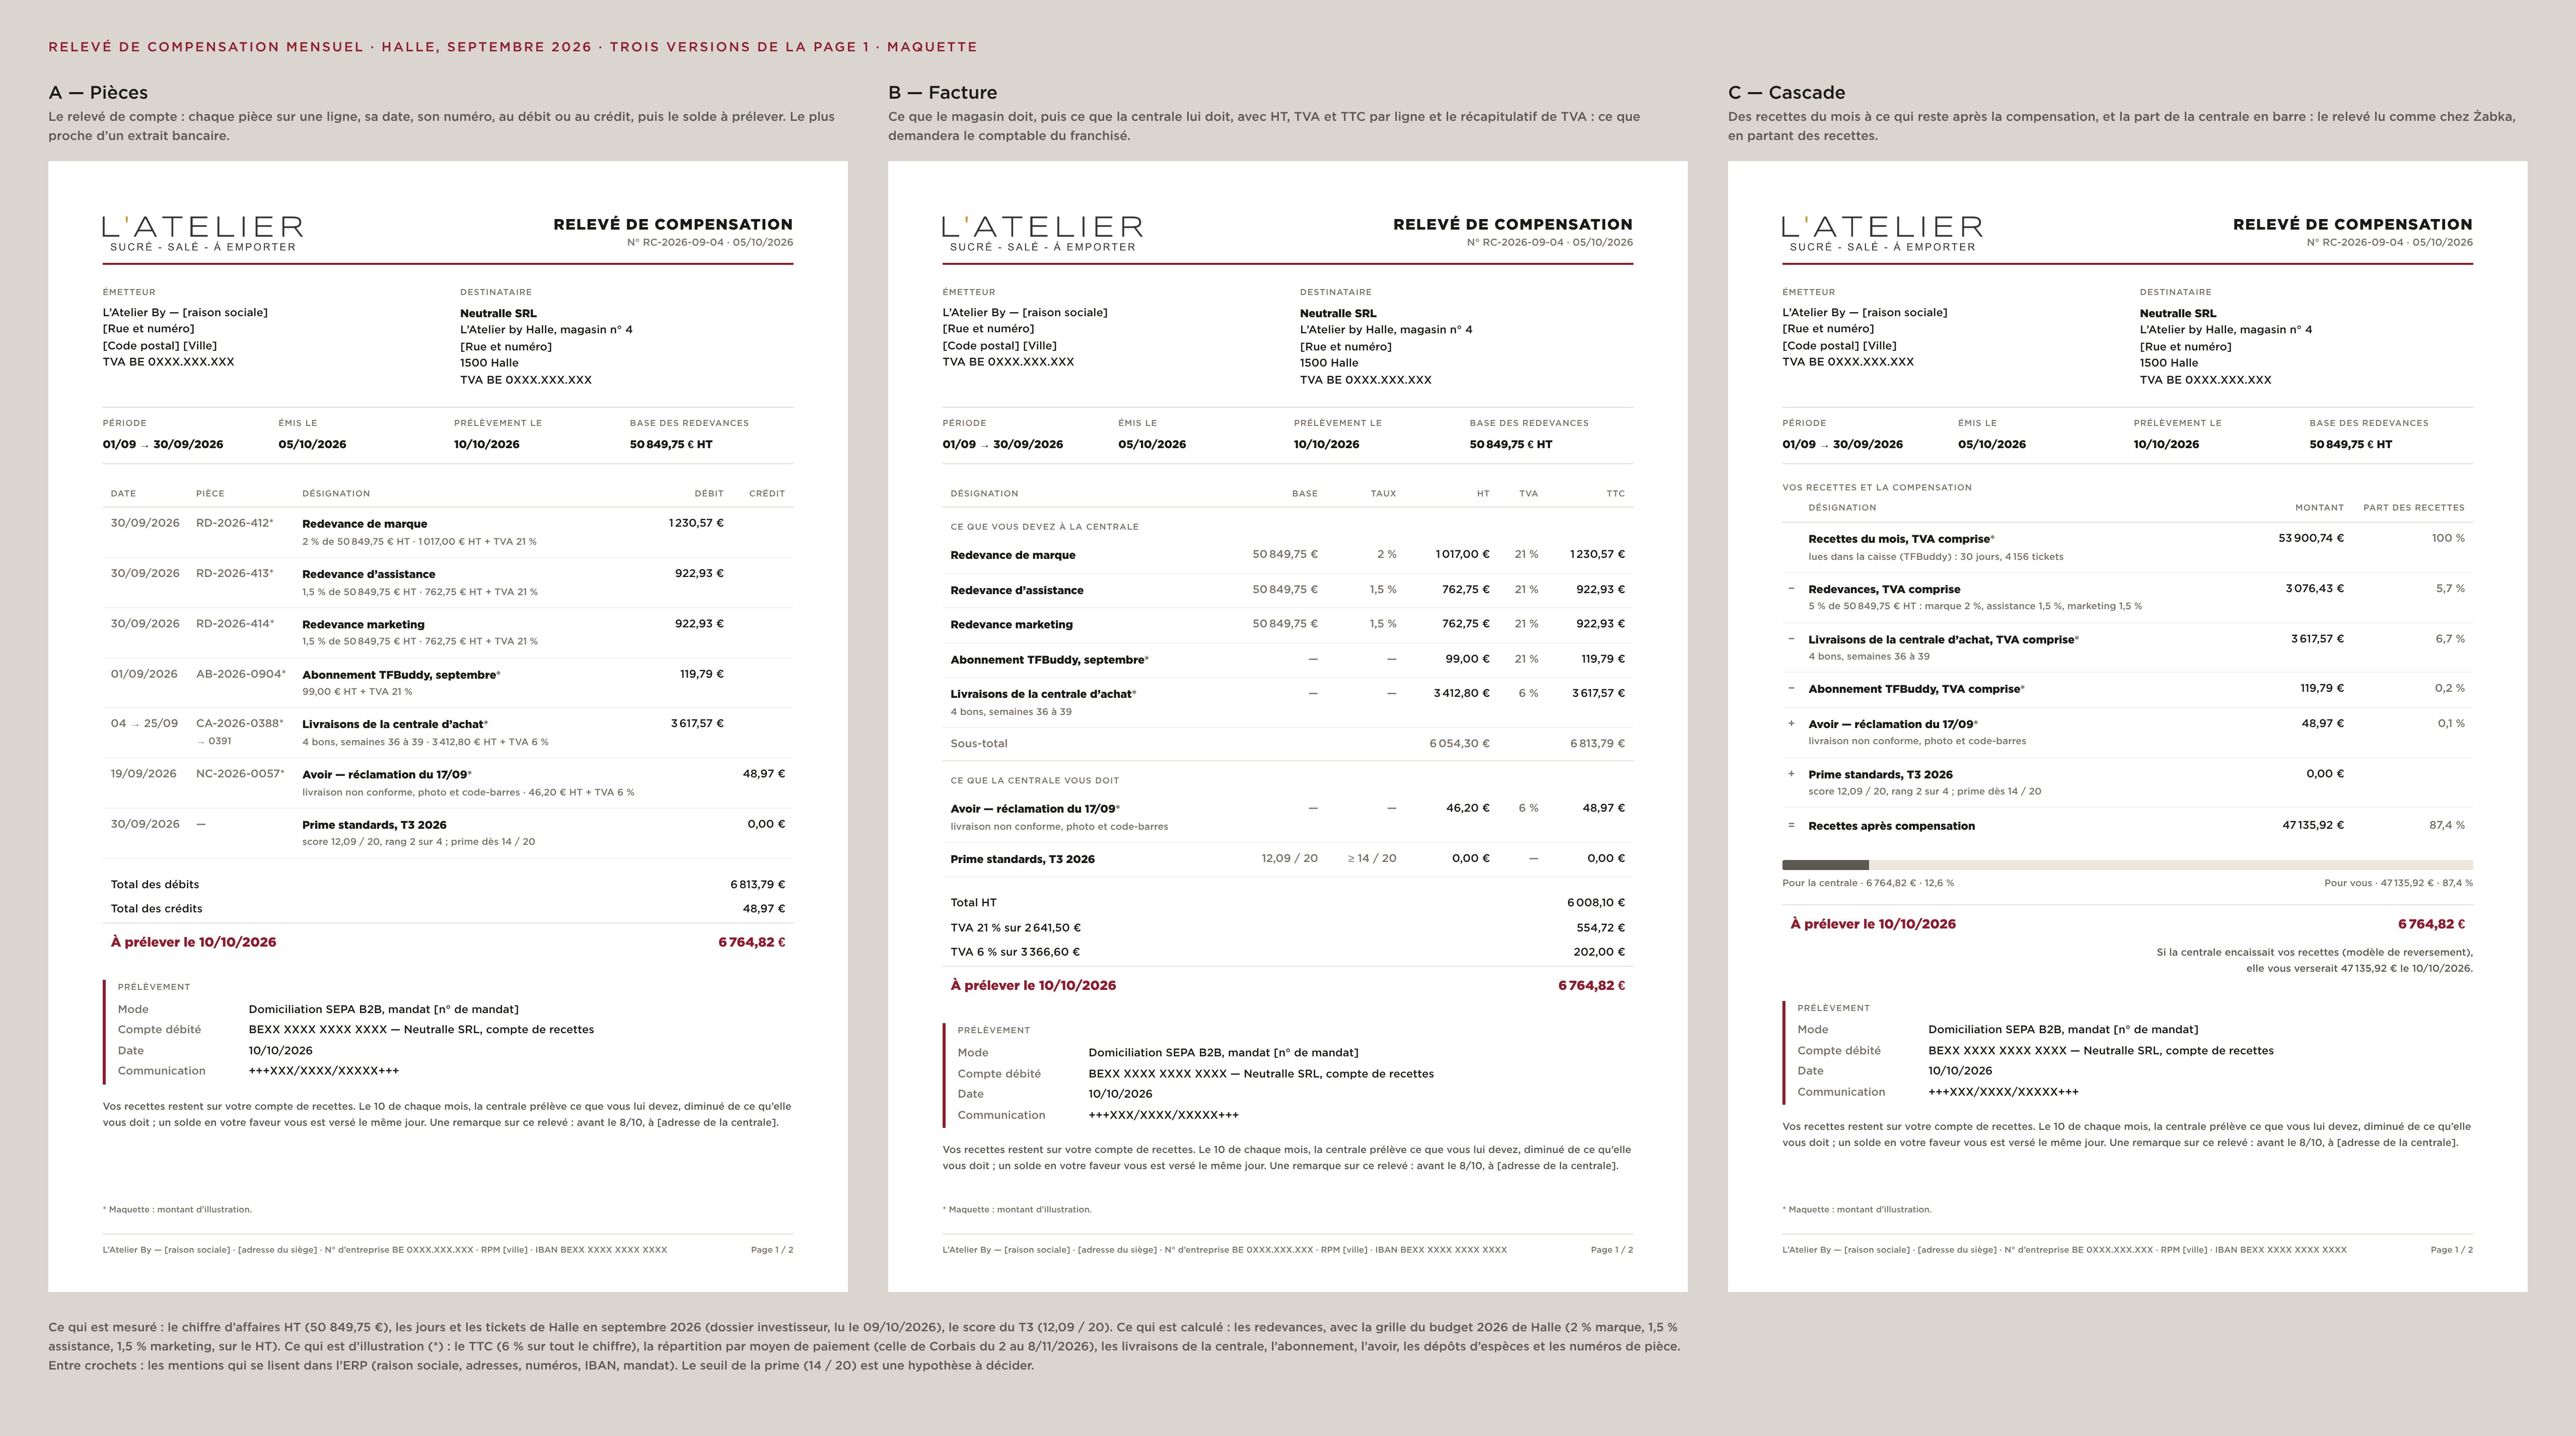 RELEVÉ DE COMPENSATION MENSUEL · HALLE, SEPTEMBRE 2026 · TROIS VERSIONS DE LA PAGE 1 · MAQUETTE
A — Pièces
Le relevé de compte : chaque pièce sur une ligne, sa date, son numéro, au débit ou au crédit, puis le solde à prélever. Le plus
proche d’un extrait bancaire.
L'ATELIER
SUCRÉ - SALÉ - À EMPORTER
RELEVÉ DE COMPENSATION
N° RC-2026-09-04 · 05/10/2026
ÉMETTEUR
L’Atelier By — [raison sociale]
[Rue et numéro]
[Code postal] [Ville]
TVA BE 0XXX.XXX.XXX
DESTINATAIRE
Neutralle SRL
L’Atelier by Halle, magasin n° 4
[Rue et numéro]
1500 Halle
TVA BE 0XXX.XXX.XXX
PÉRIODE ÉMIS LE PRÉLÈVEMENT LE BASE DES REDEVANCES
01/09 → 30/09/2026 05/10/2026 10/10/2026 50 849,75 € HT
DATE PIÈCE DÉSIGNATION DÉBIT CRÉDIT
30/09/2026 RD-2026-412* Redevance de marque 1 230,57 €
2 % de 50 849,75 € HT · 1 017,00 € HT + TVA 21 %
30/09/2026 RD-2026-413* Redevance d’assistance 922,93 €
1,5 % de 50 849,75 € HT · 762,75 € HT + TVA 21 %
30/09/2026 RD-2026-414* Redevance marketing 922,93 €
1,5 % de 50 849,75 € HT · 762,75 € HT + TVA 21 %
01/09/2026 AB-2026-0904* Abonnement TFBuddy, septembre* 119,79 €
99,00 € HT + TVA 21 %
04 → 25/09 CA-2026-0388* Livraisons de la centrale d’achat* 3 617,57 €
→ 0391 4 bons, semaines 36 à 39 · 3 412,80 € HT + TVA 6 %
19/09/2026 NC-2026-0057* Avoir — réclamation du 17/09* 48,97 €
livraison non conforme, photo et code-barres · 46,20 € HT + TVA 6 %
30/09/2026 — Prime standards, T3 2026 0,00 €
score 12,09 / 20, rang 2 sur 4 ; prime dès 14 / 20
Total des débits 6 813,79 €
Total des crédits 48,97 €
À prélever le 10/10/2026 6 764,82 €
PRÉLÈVEMENT
Mode Domiciliation SEPA B2B, mandat [n° de mandat]
Compte débité BEXX XXXX XXXX XXXX — Neutralle SRL, compte de recettes
Date 10/10/2026
Communication +++XXX/XXXX/XXXXX+++
Vos recettes restent sur votre compte de recettes. Le 10 de chaque mois, la centrale prélève ce que vous lui devez, diminué de ce qu’elle
vous doit ; un solde en votre faveur vous est versé le même jour. Une remarque sur ce relevé : avant le 8/10, à [adresse de la centrale].
* Maquette : montant d’illustration.
L’Atelier By — [raison sociale] · [adresse du siège] · N° d’entreprise BE 0XXX.XXX.XXX · RPM [ville] · IBAN BEXX XXXX XXXX XXXX Page 1 / 2
B — Facture
Ce que le magasin doit, puis ce que la centrale lui doit, avec HT, TVA et TTC par ligne et le récapitulatif de TVA : ce que
demandera le comptable du franchisé.
L'ATELIER
SUCRÉ - SALÉ - À EMPORTER
RELEVÉ DE COMPENSATION
N° RC-2026-09-04 · 05/10/2026
ÉMETTEUR
L’Atelier By — [raison sociale]
[Rue et numéro]
[Code postal] [Ville]
TVA BE 0XXX.XXX.XXX
DESTINATAIRE
Neutralle SRL
L’Atelier by Halle, magasin n° 4
[Rue et numéro]
1500 Halle
TVA BE 0XXX.XXX.XXX
PÉRIODE ÉMIS LE PRÉLÈVEMENT LE BASE DES REDEVANCES
01/09 → 30/09/2026 05/10/2026 10/10/2026 50 849,75 € HT
DÉSIGNATION BASE TAUX HT TVA TTC
CE QUE VOUS DEVEZ À LA CENTRALE
Redevance de marque 50 849,75 € 2 % 1 017,00 € 21 % 1 230,57 €
Redevance d’assistance 50 849,75 € 1,5 % 762,75 € 21 % 922,93 €
Redevance marketing 50 849,75 € 1,5 % 762,75 € 21 % 922,93 €
Abonnement TFBuddy, septembre* — — 99,00 € 21 % 119,79 €
Livraisons de la centrale d’achat* — — 3 412,80 € 6 % 3 617,57 €
4 bons, semaines 36 à 39
Sous-total 6 054,30 € 6 813,79 €
CE QUE LA CENTRALE VOUS DOIT
Avoir — réclamation du 17/09* — — 46,20 € 6 % 48,97 €
livraison non conforme, photo et code-barres
Prime standards, T3 2026 12,09 / 20 ≥ 14 / 20 0,00 € — 0,00 €
Total HT 6 008,10 €
TVA 21 % sur 2 641,50 € 554,72 €
TVA 6 % sur 3 366,60 € 202,00 €
À prélever le 10/10/2026 6 764,82 €
PRÉLÈVEMENT
Mode Domiciliation SEPA B2B, mandat [n° de mandat]
Compte débité BEXX XXXX XXXX XXXX — Neutralle SRL, compte de recettes
Date 10/10/2026
Communication +++XXX/XXXX/XXXXX+++
Vos recettes restent sur votre compte de recettes. Le 10 de chaque mois, la centrale prélève ce que vous lui devez, diminué de ce qu’elle
vous doit ; un solde en votre faveur vous est versé le même jour. Une remarque sur ce relevé : avant le 8/10, à [adresse de la centrale].
* Maquette : montant d’illustration.
L’Atelier By — [raison sociale] · [adresse du siège] · N° d’entreprise BE 0XXX.XXX.XXX · RPM [ville] · IBAN BEXX XXXX XXXX XXXX Page 1 / 2
C — Cascade
Des recettes du mois à ce qui reste après la compensation, et la part de la centrale en barre : le relevé lu comme chez Żabka,
en partant des recettes.
L'ATELIER
SUCRÉ - SALÉ - À EMPORTER
RELEVÉ DE COMPENSATION
N° RC-2026-09-04 · 05/10/2026
ÉMETTEUR
L’Atelier By — [raison sociale]
[Rue et numéro]
[Code postal] [Ville]
TVA BE 0XXX.XXX.XXX
DESTINATAIRE
Neutralle SRL
L’Atelier by Halle, magasin n° 4
[Rue et numéro]
1500 Halle
TVA BE 0XXX.XXX.XXX
PÉRIODE ÉMIS LE PRÉLÈVEMENT LE BASE DES REDEVANCES
01/09 → 30/09/2026 05/10/2026 10/10/2026 50 849,75 € HT
VOS RECETTES ET LA COMPENSATION
DÉSIGNATION MONTANT PART DES RECETTES
Recettes du mois, TVA comprise* 53 900,74 € 100 %
lues dans la caisse (TFBuddy) : 30 jours, 4 156 tickets
− Redevances, TVA comprise 3 076,43 € 5,7 %
5 % de 50 849,75 € HT : marque 2 %, assistance 1,5 %, marketing 1,5 %
− Livraisons de la centrale d’achat, TVA comprise* 3 617,57 € 6,7 %
4 bons, semaines 36 à 39
− Abonnement TFBuddy, TVA comprise* 119,79 € 0,2 %
+ Avoir — réclamation du 17/09* 48,97 € 0,1 %
livraison non conforme, photo et code-barres
+ Prime standards, T3 2026 0,00 €
score 12,09 / 20, rang 2 sur 4 ; prime dès 14 / 20
= Recettes après compensation 47 135,92 € 87,4 %
Pour la centrale · 6 764,82 € · 12,6 % Pour vous · 47 135,92 € · 87,4 %
À prélever le 10/10/2026 6 764,82 €
Si la centrale encaissait vos recettes (modèle de reversement),
elle vous verserait 47 135,92 € le 10/10/2026.
PRÉLÈVEMENT
Mode Domiciliation SEPA B2B, mandat [n° de mandat]
Compte débité BEXX XXXX XXXX XXXX — Neutralle SRL, compte de recettes
Date 10/10/2026
Communication +++XXX/XXXX/XXXXX+++
Vos recettes restent sur votre compte de recettes. Le 10 de chaque mois, la centrale prélève ce que vous lui devez, diminué de ce qu’elle
vous doit ; un solde en votre faveur vous est versé le même jour. Une remarque sur ce relevé : avant le 8/10, à [adresse de la centrale].
* Maquette : montant d’illustration.
L’Atelier By — [raison sociale] · [adresse du siège] · N° d’entreprise BE 0XXX.XXX.XXX · RPM [ville] · IBAN BEXX XXXX XXXX XXXX Page 1 / 2
Ce qui est mesuré : le chiffre d’affaires HT (50 849,75 €), les jours et les tickets de Halle en septembre 2026 (dossier investisseur, lu le 09/10/2026), le score du T3 (12,09 / 20). Ce qui est calculé : les redevances, avec la grille du budget 2026 de Halle (2 % marque, 1,5 %
assistance, 1,5 % marketing, sur le HT). Ce qui est d’illustration (*) : le TTC (6 % sur tout le chiffre), la répartition par moyen de paiement (celle de Corbais du 2 au 8/11/2026), les livraisons de la centrale, l’abonnement, l’avoir, les dépôts d’espèces et les numéros de pièce.
Entre crochets : les mentions qui se lisent dans l’ERP (raison sociale, adresses, numéros, IBAN, mandat). Le seuil de la prime (14 / 20) est une hypothèse à décider.